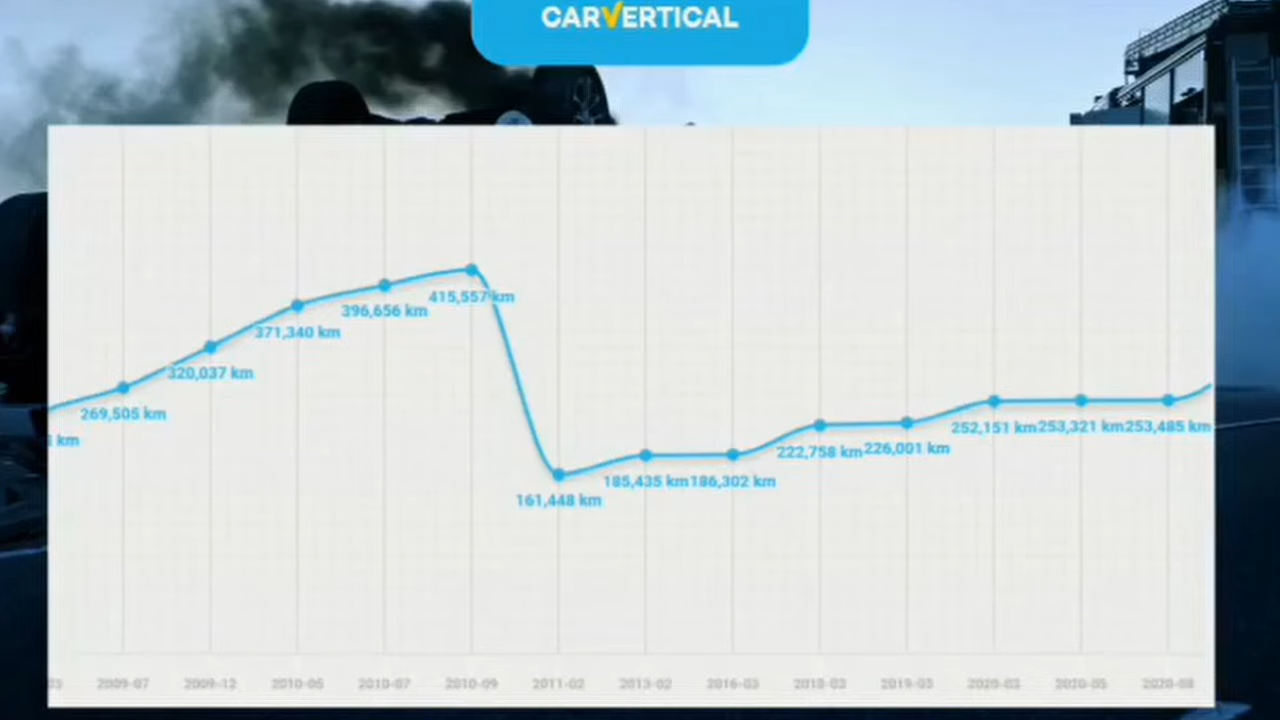 CARVERTICAL
415,557 km
396,656 km
371,340 km
320,037 km
269,505 km
km
252,151 km
253,321 km
253,485 km
222,758 km
226,001 km
185,435 km
186,302 km
161,448 km
2009-07 2009-12 2010-05 2010-07 2010-09 2011-02 2013-02 2016-03 2018-03 2019-03 2020-03 2020-05 2020-08